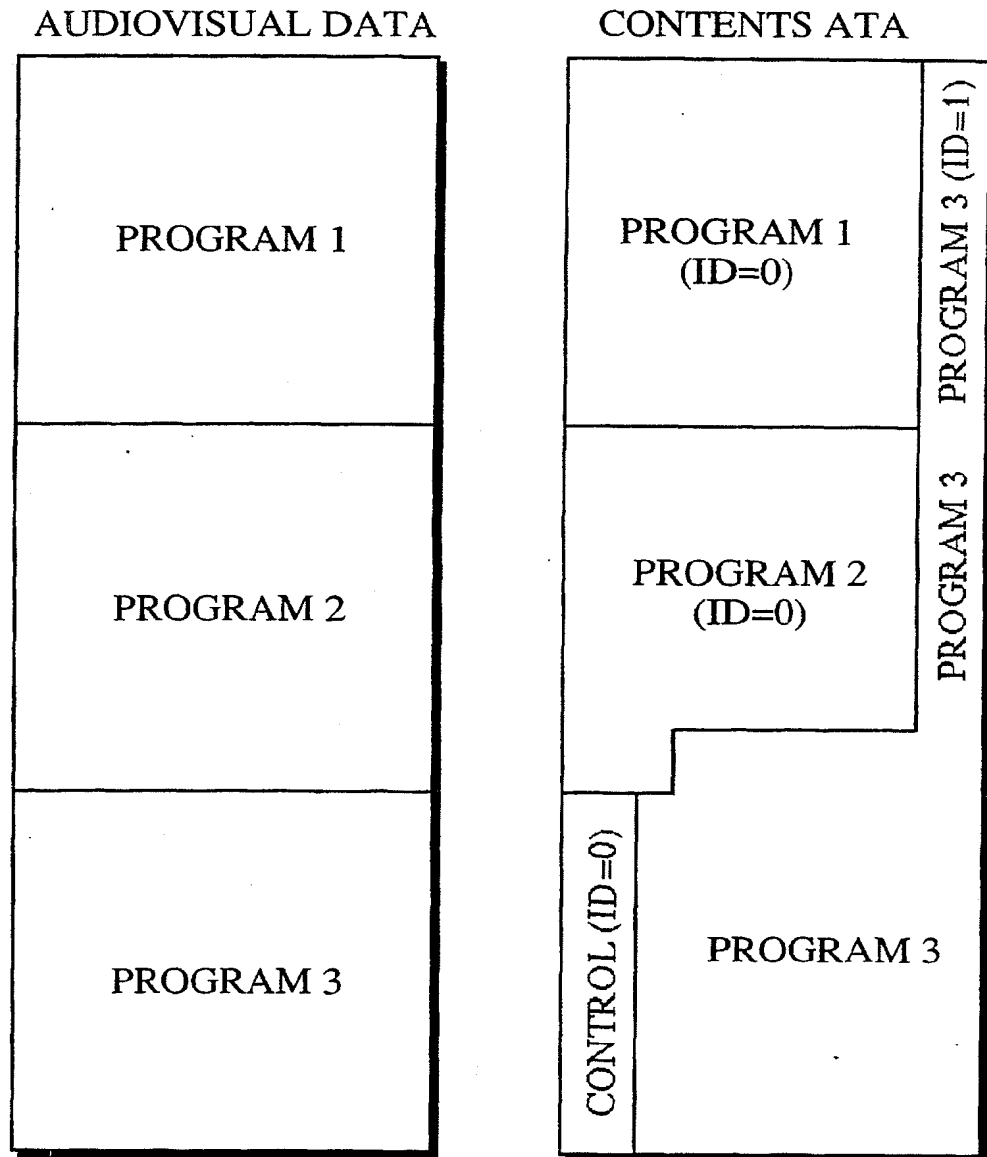 AUDIOVISUAL DATA
PROGRAM 1
PROGRAM 2
PROGRAM 3
CONTENTS ATA
PROGRAM 1
(ID=0)
PROGRAM 3 (ID=1)
PROGRAM 2
(ID=0)
PROGRAM 3
CONTROL (ID=0)
PROGRAM 3